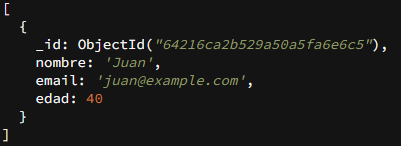 [
  {
    _id: ObjectId("64216ca2b529a50a5fa6e6c5"),
    nombre: 'Juan',
    email: 'juan@example.com',
    edad: 40
  }
]